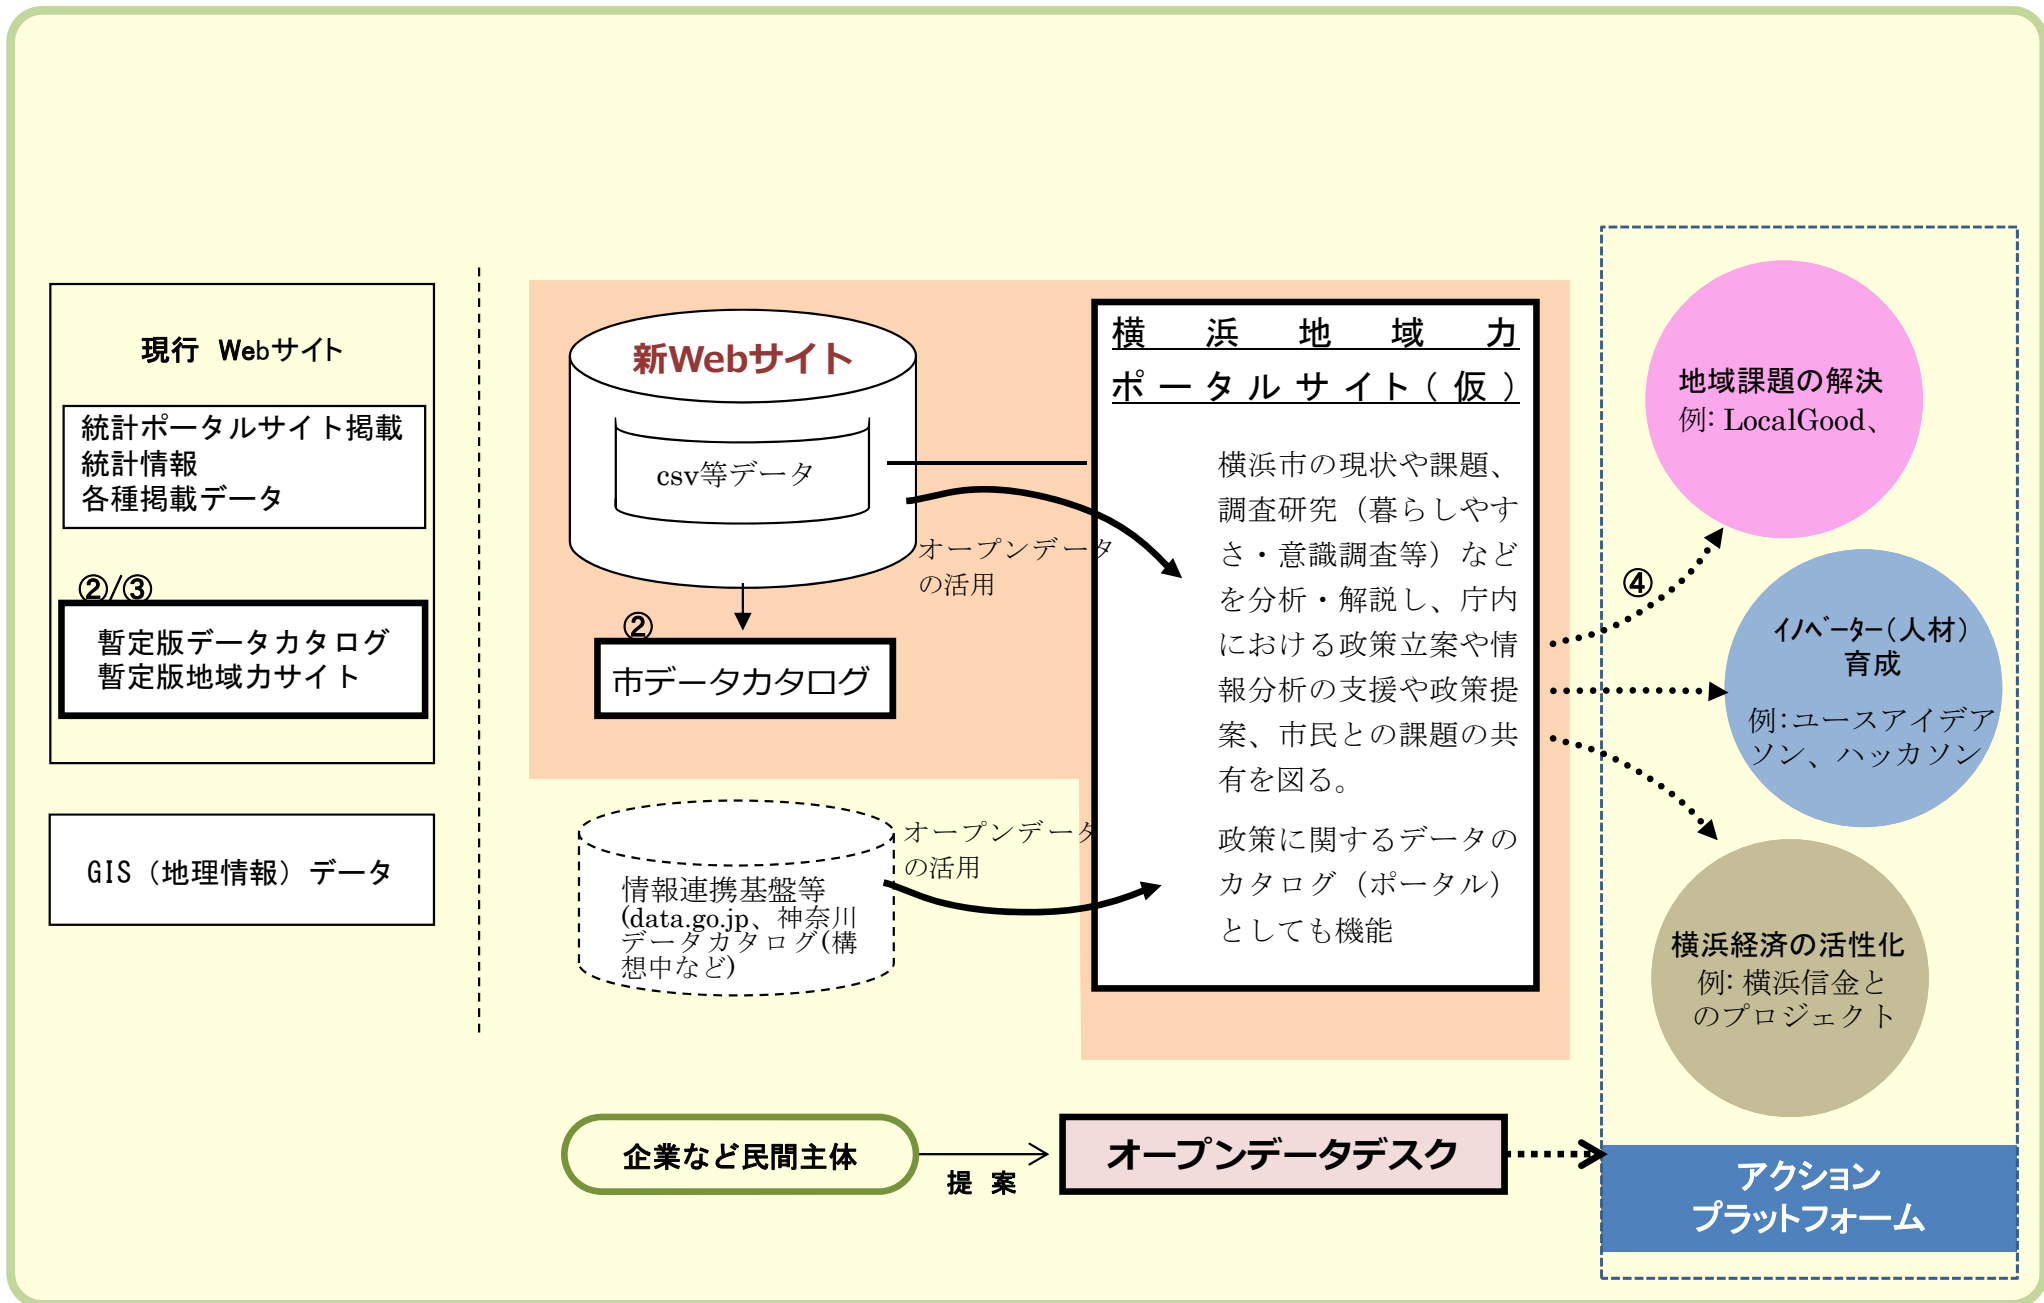 現行 Webサイト
統計ポータルサイト掲載
統計情報
各種掲載データ
②/③
暫定版データカタログ
暫定版地域力サイト
GIS（地理情報）データ
新Webサイト
csv等データ
オープンデータ
の活用
②
市データカタログ
情報連携基盤等
(data.go.jp、神奈川
データカタログ(構
想中など)
オープンデータ
の活用
横浜地域力
ポータルサイト(仮)
横浜市の現状や課題、
調査研究（暮らしやす
さ・意識調査等）など
を分析・解説し、庁内
における政策立案や情
報分析の支援や政策提
案、市民との課題の共
有を図る。
政策に関するデータの
カタログ（ポータル）
としても機能
④
地域課題の解決
例: LocalGood、
イノベーター(人材)
育成
例:ユースアイデア
ソン、ハッカソン
横浜経済の活性化
例: 横浜信金と
のプロジェクト
企業など民間主体
提 案
オープンデータデスク
アクション
プラットフォーム